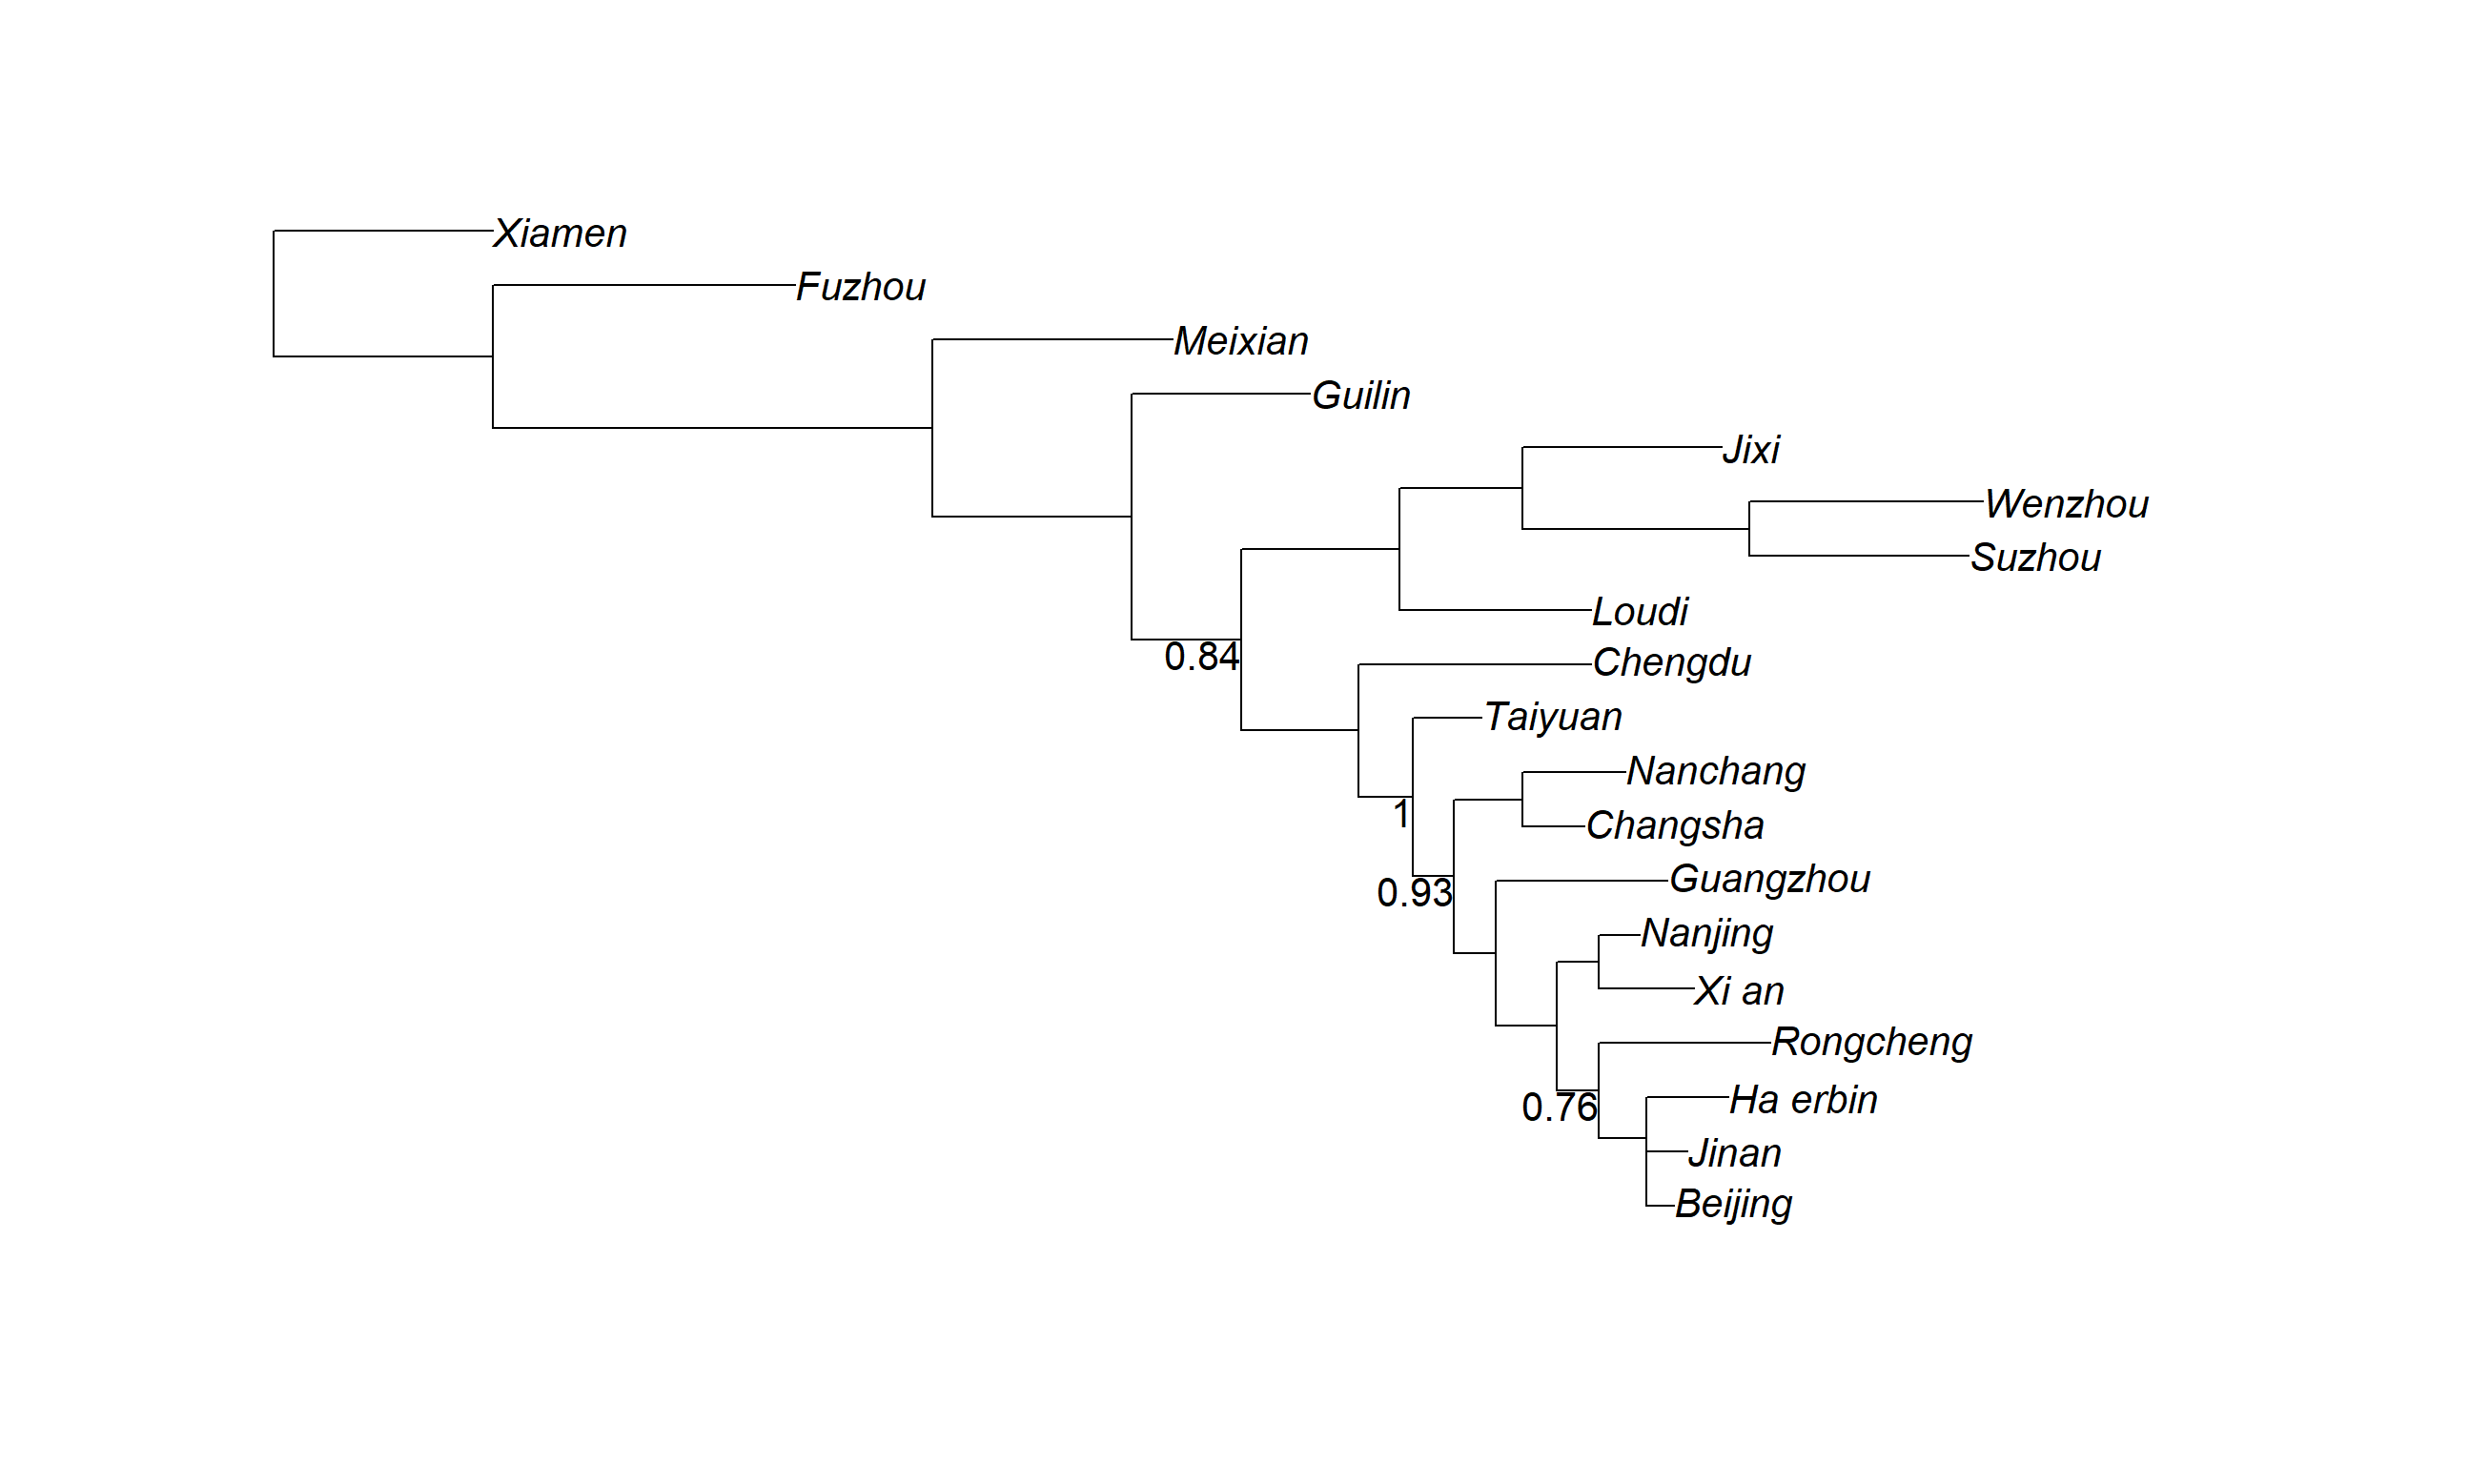 Xiamen
Fuzhou
Meixian
Guilin
Jixi
Wenzhou
Suzhou
Loudi
0.84
Chengdu
Taiyuan
Nanchang
1
Changsha
Guangzhou
0.93
Nanjing
Xi an
Rongcheng
Ha erbin
0.76
Jinan
Beijing